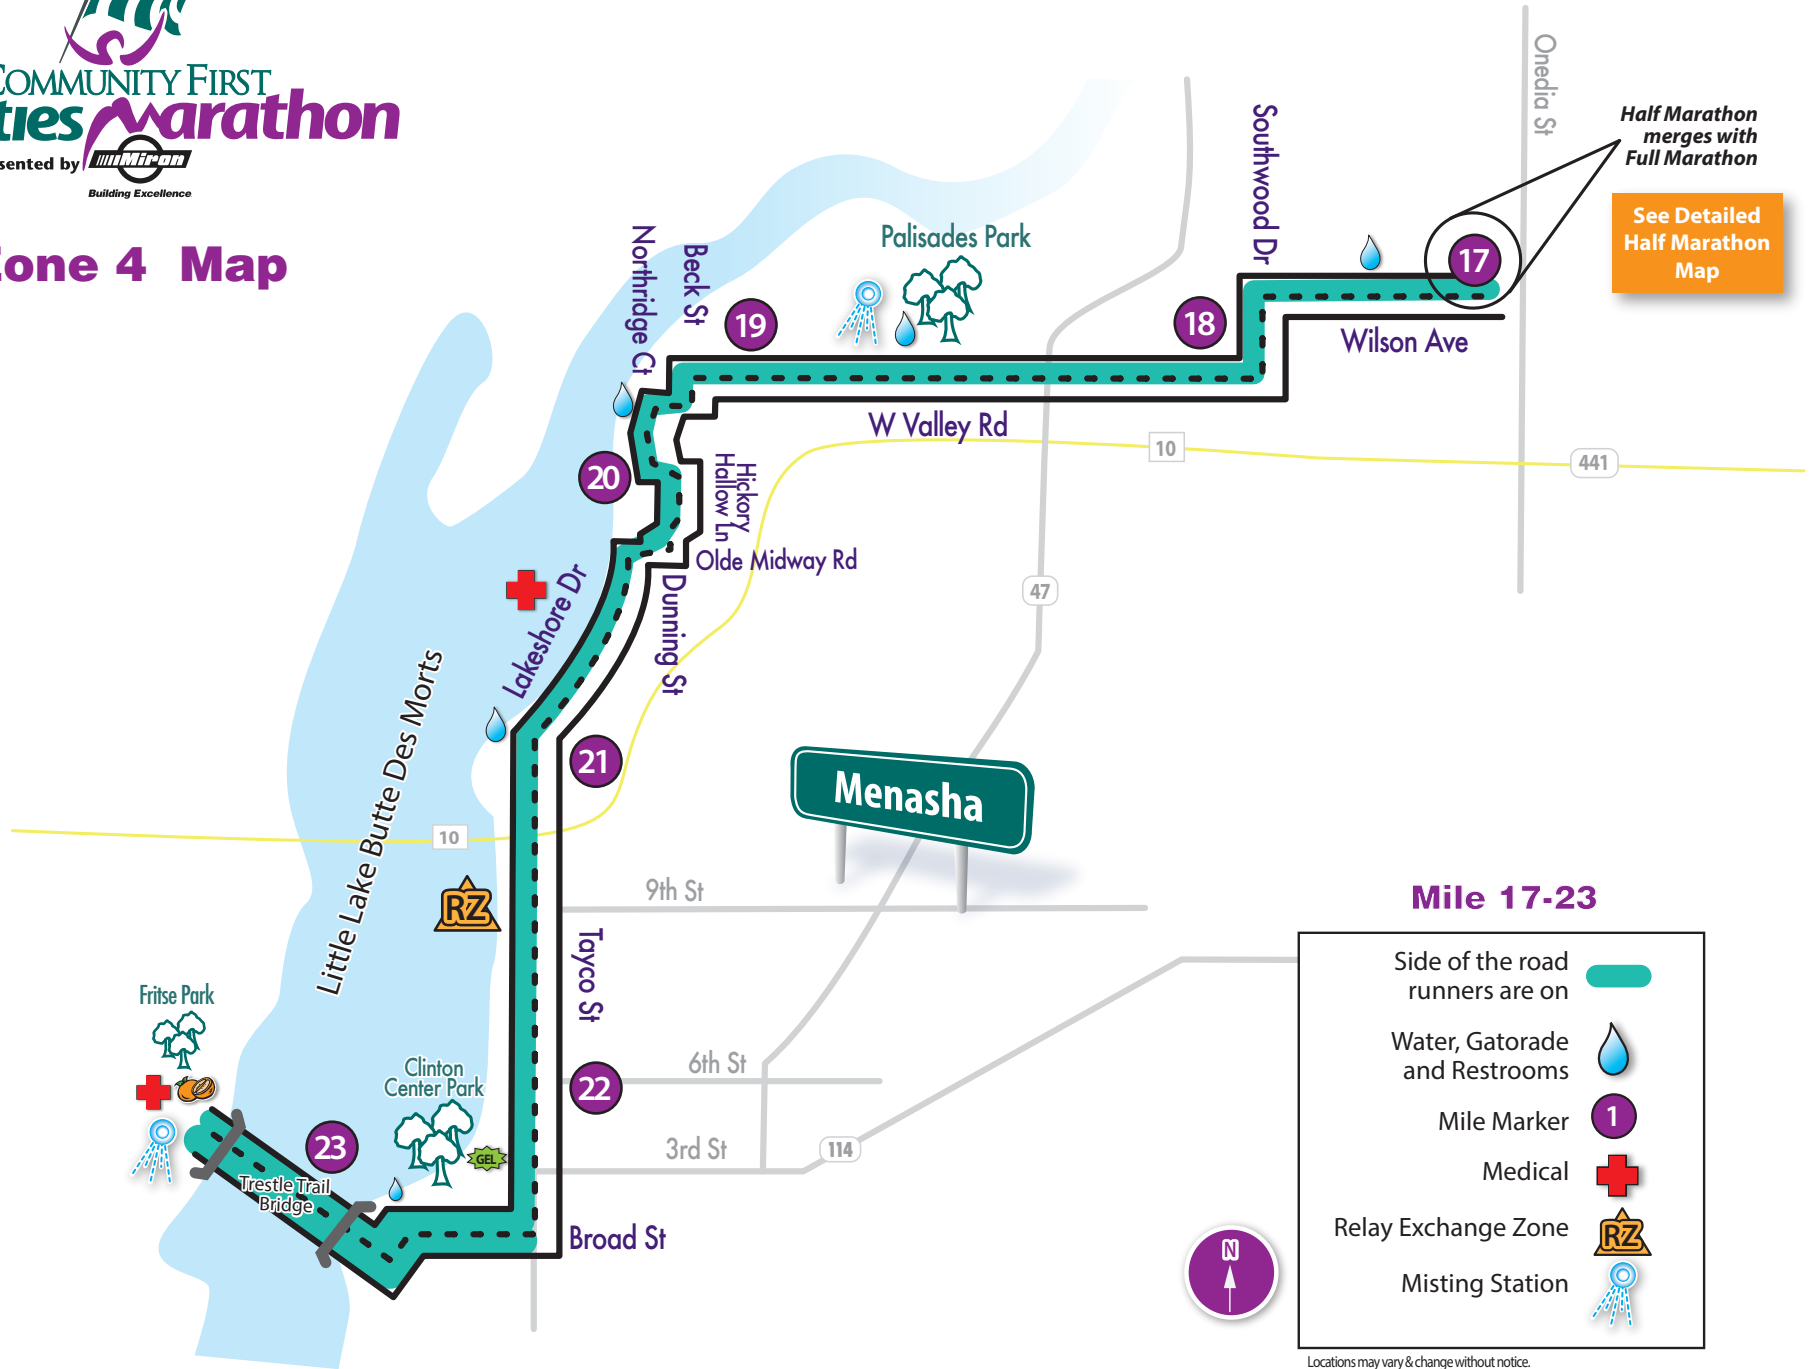 COMMUNITY FIRST
ties Marathon
sented by Miron
Building Excellence
Zone 4 Map
Onedia St
Half Marathon
merges with
Full Marathon
See Detailed
Half Marathon
Map
Southwood Dr
17
Wilson Ave
18
Palisades Park
19
Beck St
Northridge Ct
W Valley Rd
10
441
20
Hickory
Hallow Ln
Olde Midway Rd
47
Lakeshore Dr
Dunning St
Little Lake Butte Des Morts
21
Menasha
10
RZ
9th St
Tayco St
Fritse Park
Clinton
Center Park
6th St
22
23
GEL
3rd St
114
Trestle Trail
Bridge
Broad St
N
Mile 17-23
Side of the road
runners are on
Water, Gatorade
and Restrooms
Mile Marker
1
Medical
Relay Exchange Zone
RZ
Misting Station
Locations may vary & change without notice.